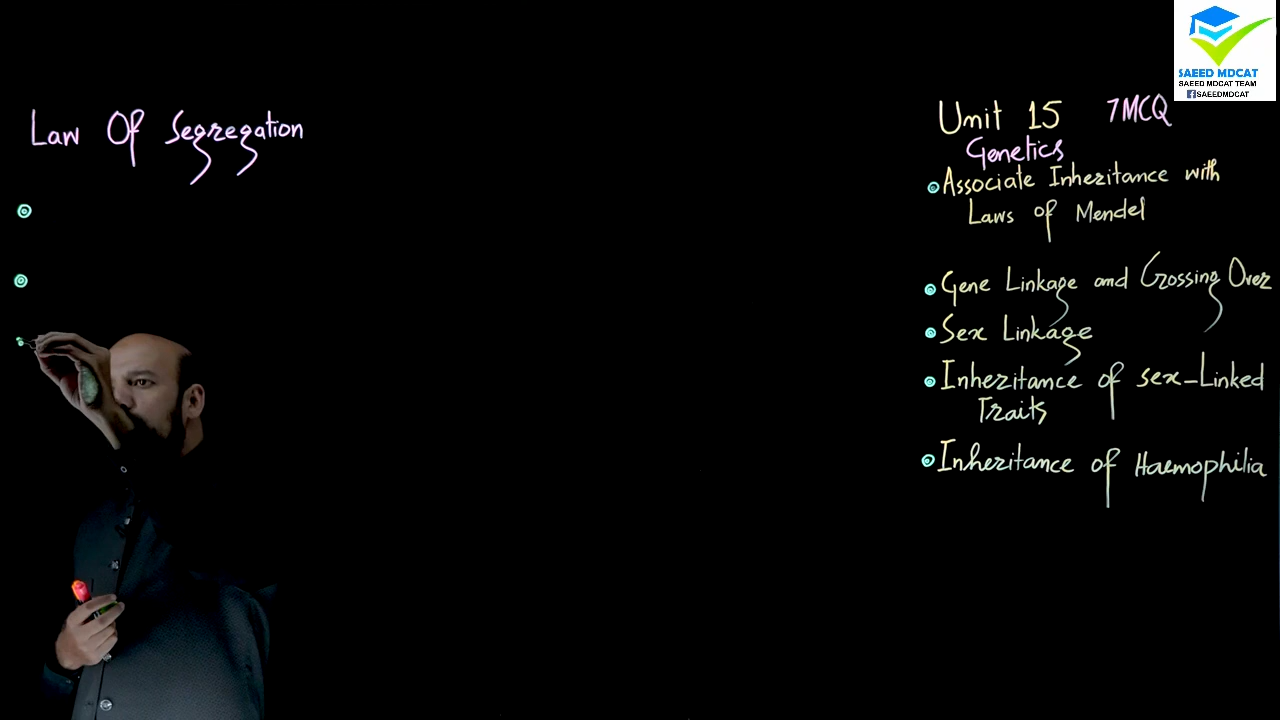 SAEED MDCAT
SAEED MDCAT TEAM
SAEEDMDCAT
Law Of Segregation
Unit 15 7MCQ
Genetics
Associate Inheritance with
Laws of Mendel
Gene Linkage and Crossing Over
Sex Linkage
Inheritance of sex-Linked
Traits
Inheritance of Haemophilia